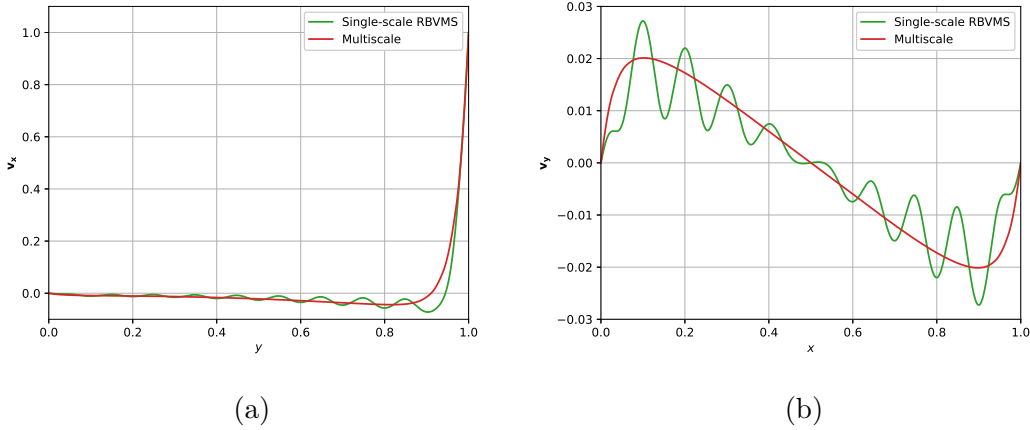 1.0
0.8
0.6
0.4
0.2
0.0
v_x
0.0 0.2 0.4 0.6 0.8 1.0
y
Single-scale RBVMS
Multiscale
(a)
0.03
0.02
0.01
0.00
−0.01
−0.02
−0.03
v_y
0.0 0.2 0.4 0.6 0.8 1.0
x
Single-scale RBVMS
Multiscale
(b)